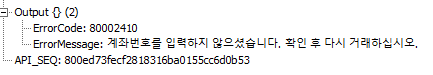 Output {} (2)
ErrorCode: 80002410
ErrorMessage: 계좌번호를 입력하지 않으셨습니다. 확인 후 다시 거래하십시오.
API_SEQ: 800ed73fecf2818316ba0155cc6d0b53